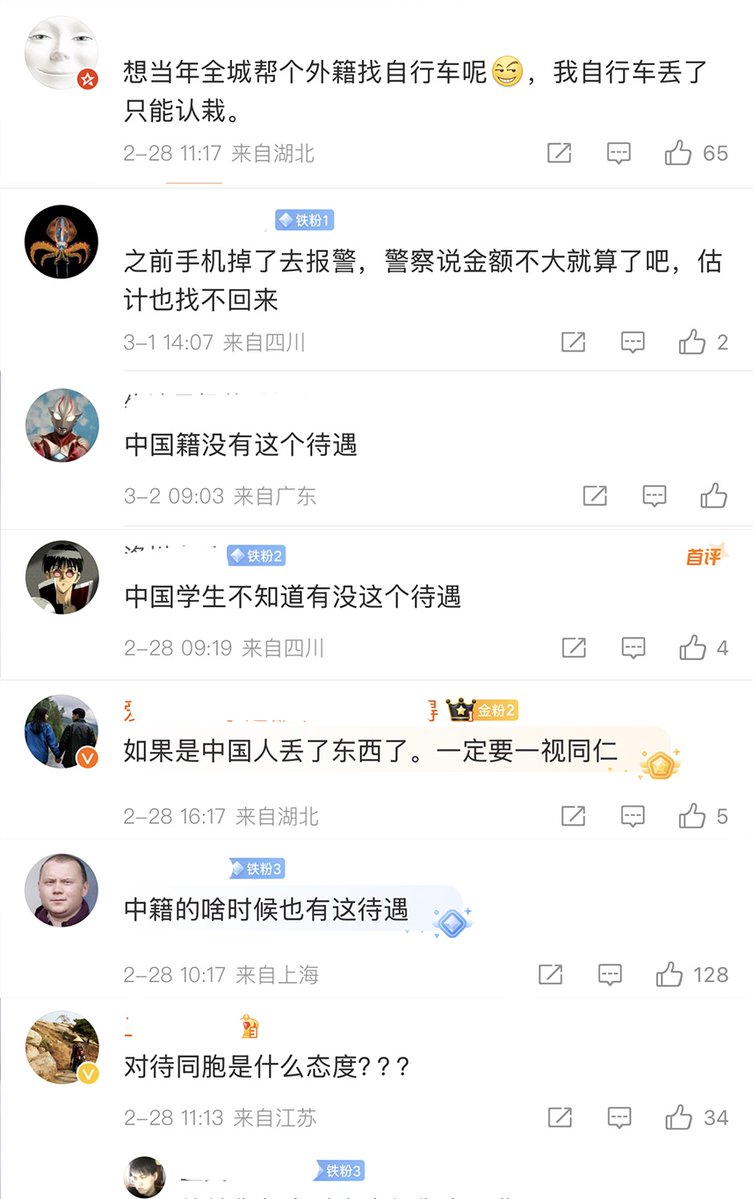 想当年全城帮个外籍找自行车呢😏，我自行车丢了
只能认栽。
2-28 11:17 来自湖北
65
铁粉1
之前手机掉了去报警，警察说金额不大就算了吧，估
计也找不回来
3-1 14:07 来自四川
2
中国籍没有这个待遇
3-2 09:03 来自广东
铁粉2
首评
中国学生不知道有没这个待遇
2-28 09:19 来自四川
4
金粉2
如果是中国人丢了东西了。一定要一视同仁
2-28 16:17 来自湖北
5
铁粉3
中籍的啥时候也有这待遇
2-28 10:17 来自上海
128
对待同胞是什么态度？？？
2-28 11:13 来自江苏
34
铁粉3